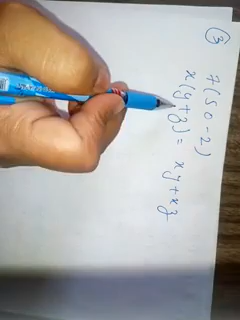 ③ 7(50-2)
x(y+z) = xy+xz